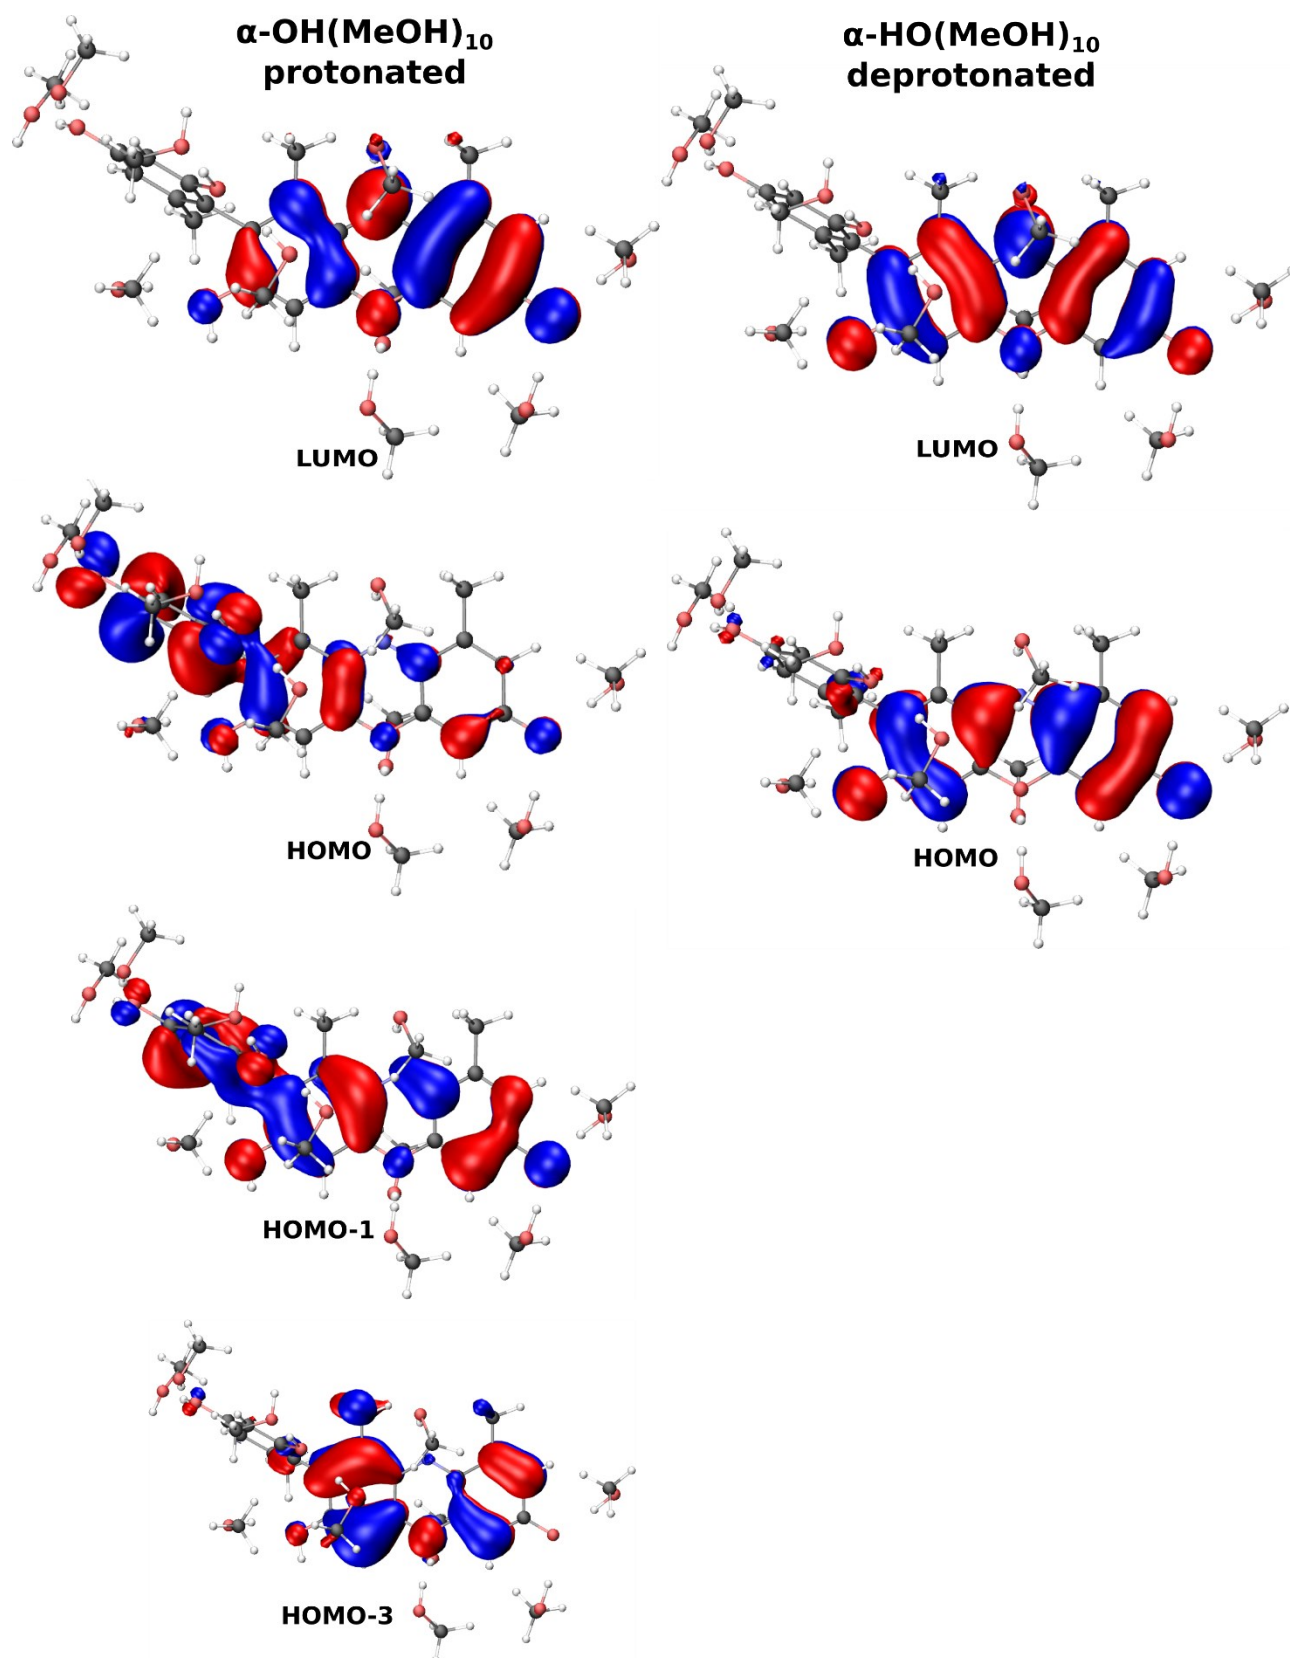 α-OH(MeOH)₁₀
protonated
α-HO(MeOH)₁₀
deprotonated
LUMO
LUMO
HOMO
HOMO
HOMO-1
HOMO-3